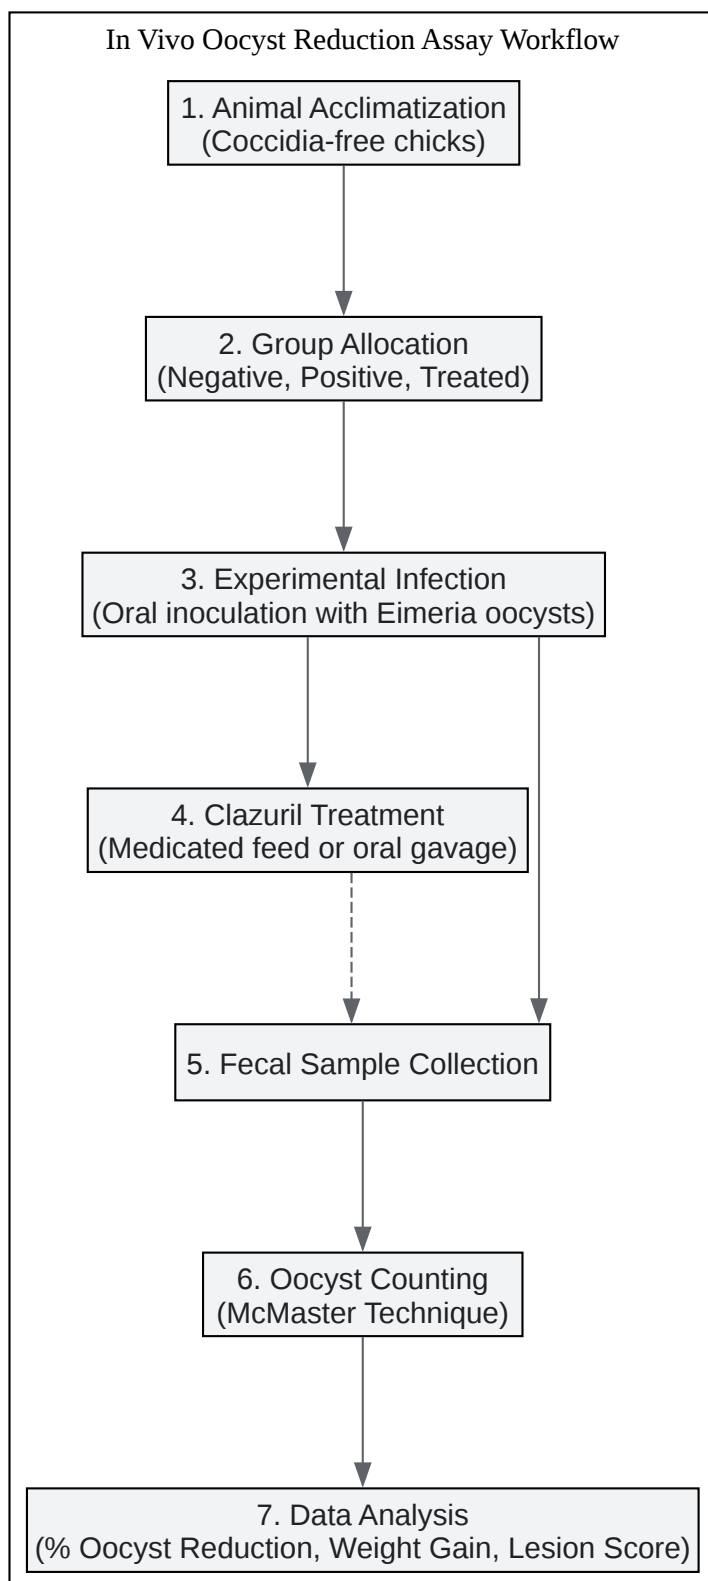 In Vivo Oocyst Reduction Assay Workflow
1. Animal Acclimatization
(Coccidia-free chicks)
2. Group Allocation
(Negative, Positive, Treated)
3. Experimental Infection
(Oral inoculation with Eimeria oocysts)
4. Clazuril Treatment
(Medicated feed or oral gavage)
5. Fecal Sample Collection
6. Oocyst Counting
(McMaster Technique)
7. Data Analysis
(% Oocyst Reduction, Weight Gain, Lesion Score)